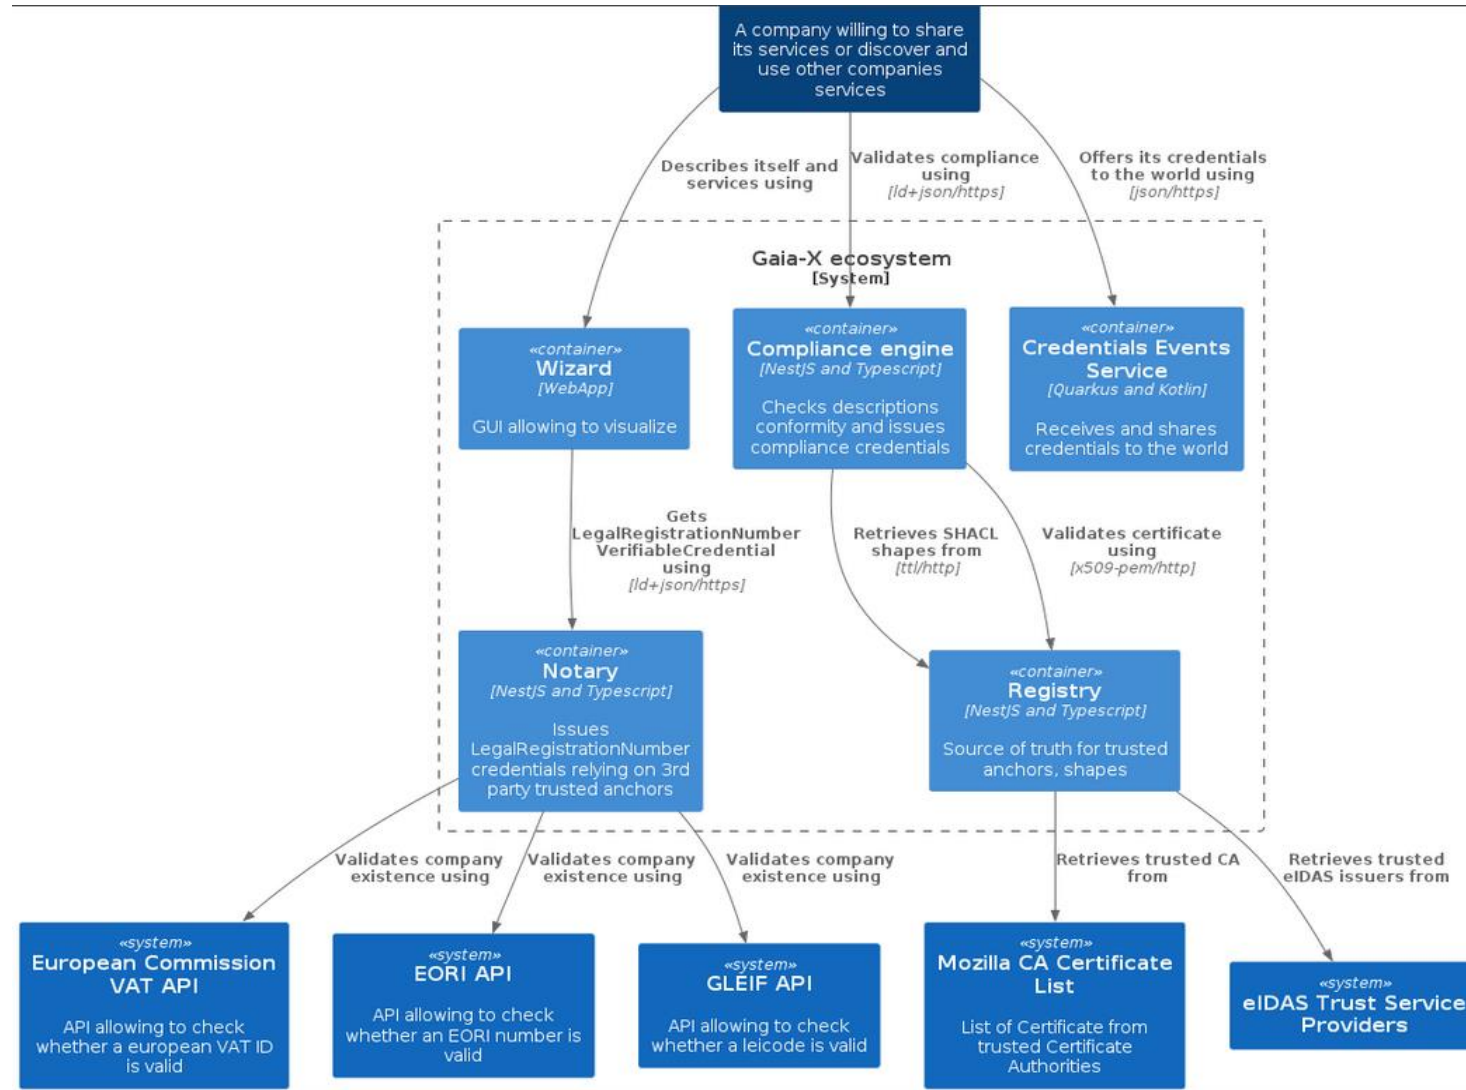 A company willing to share
its services or discover and
use other companies
services
Describes itself and
services using
Validates compliance
using
[ld+json/https]
Offers its credentials
to the world using
[json/https]
Gaia-X ecosystem
[System]
«container»
Wizard
[WebApp]
GUI allowing to visualize
«container»
Compliance engine
[NestJS and Typescript]
Checks descriptions
conformity and issues
compliance credentials
«container»
Credentials Events
Service
[Quarkus and Kotlin]
Receives and shares
credentials to the world
Gets
LegalRegistrationNumber
VerifiableCredential
using
[ld+json/https]
Retrieves SHACL
shapes from
[ttl/http]
Validates certificate
using
[x509-pem/http]
«container»
Notary
[NestJS and Typescript]
Issues
LegalRegistrationNumber
credentials relying on 3rd
party trusted anchors
«container»
Registry
[NestJS and Typescript]
Source of truth for trusted
anchors, shapes
Validates company
existence using
Validates company
existence using
Validates company
existence using
Retrieves trusted CA
from
Retrieves trusted
eIDAS issuers from
«system»
European Commission
VAT API
API allowing to check
whether a european VAT ID
is valid
«system»
EORI API
API allowing to check
whether an EORI number is
valid
«system»
GLEIF API
API allowing to check
whether a leicode is valid
«system»
Mozilla CA Certificate
List
List of Certificate from
trusted Certificate
Authorities
«system»
eIDAS Trust Service
Providers